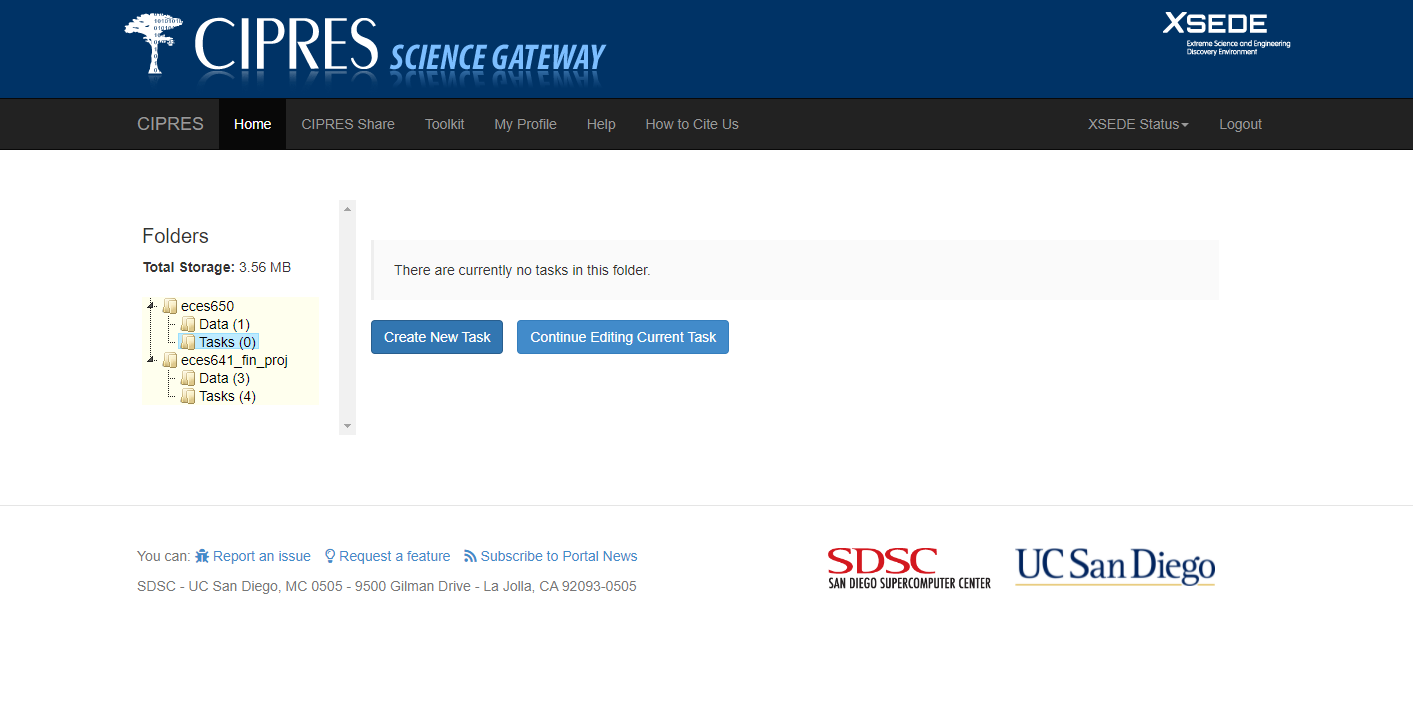 CIPRES SCIENCE GATEWAY
XSEDE
Extreme Science and Engineering
Discovery Environment
CIPRES Home CIPRES Share Toolkit My Profile Help How to Cite Us XSEDE Status Logout
Folders
Total Storage: 3.56 MB
eces650
Data (1)
Tasks (0)
eces641_fin_proj
Data (3)
Tasks (4)
There are currently no tasks in this folder.
Create New Task Continue Editing Current Task
You can: Report an issue Request a feature Subscribe to Portal News
SDSC - UC San Diego, MC 0505 - 9500 Gilman Drive - La Jolla, CA 92093-0505
SDSC
SAN DIEGO SUPERCOMPUTER CENTER
UC San Diego